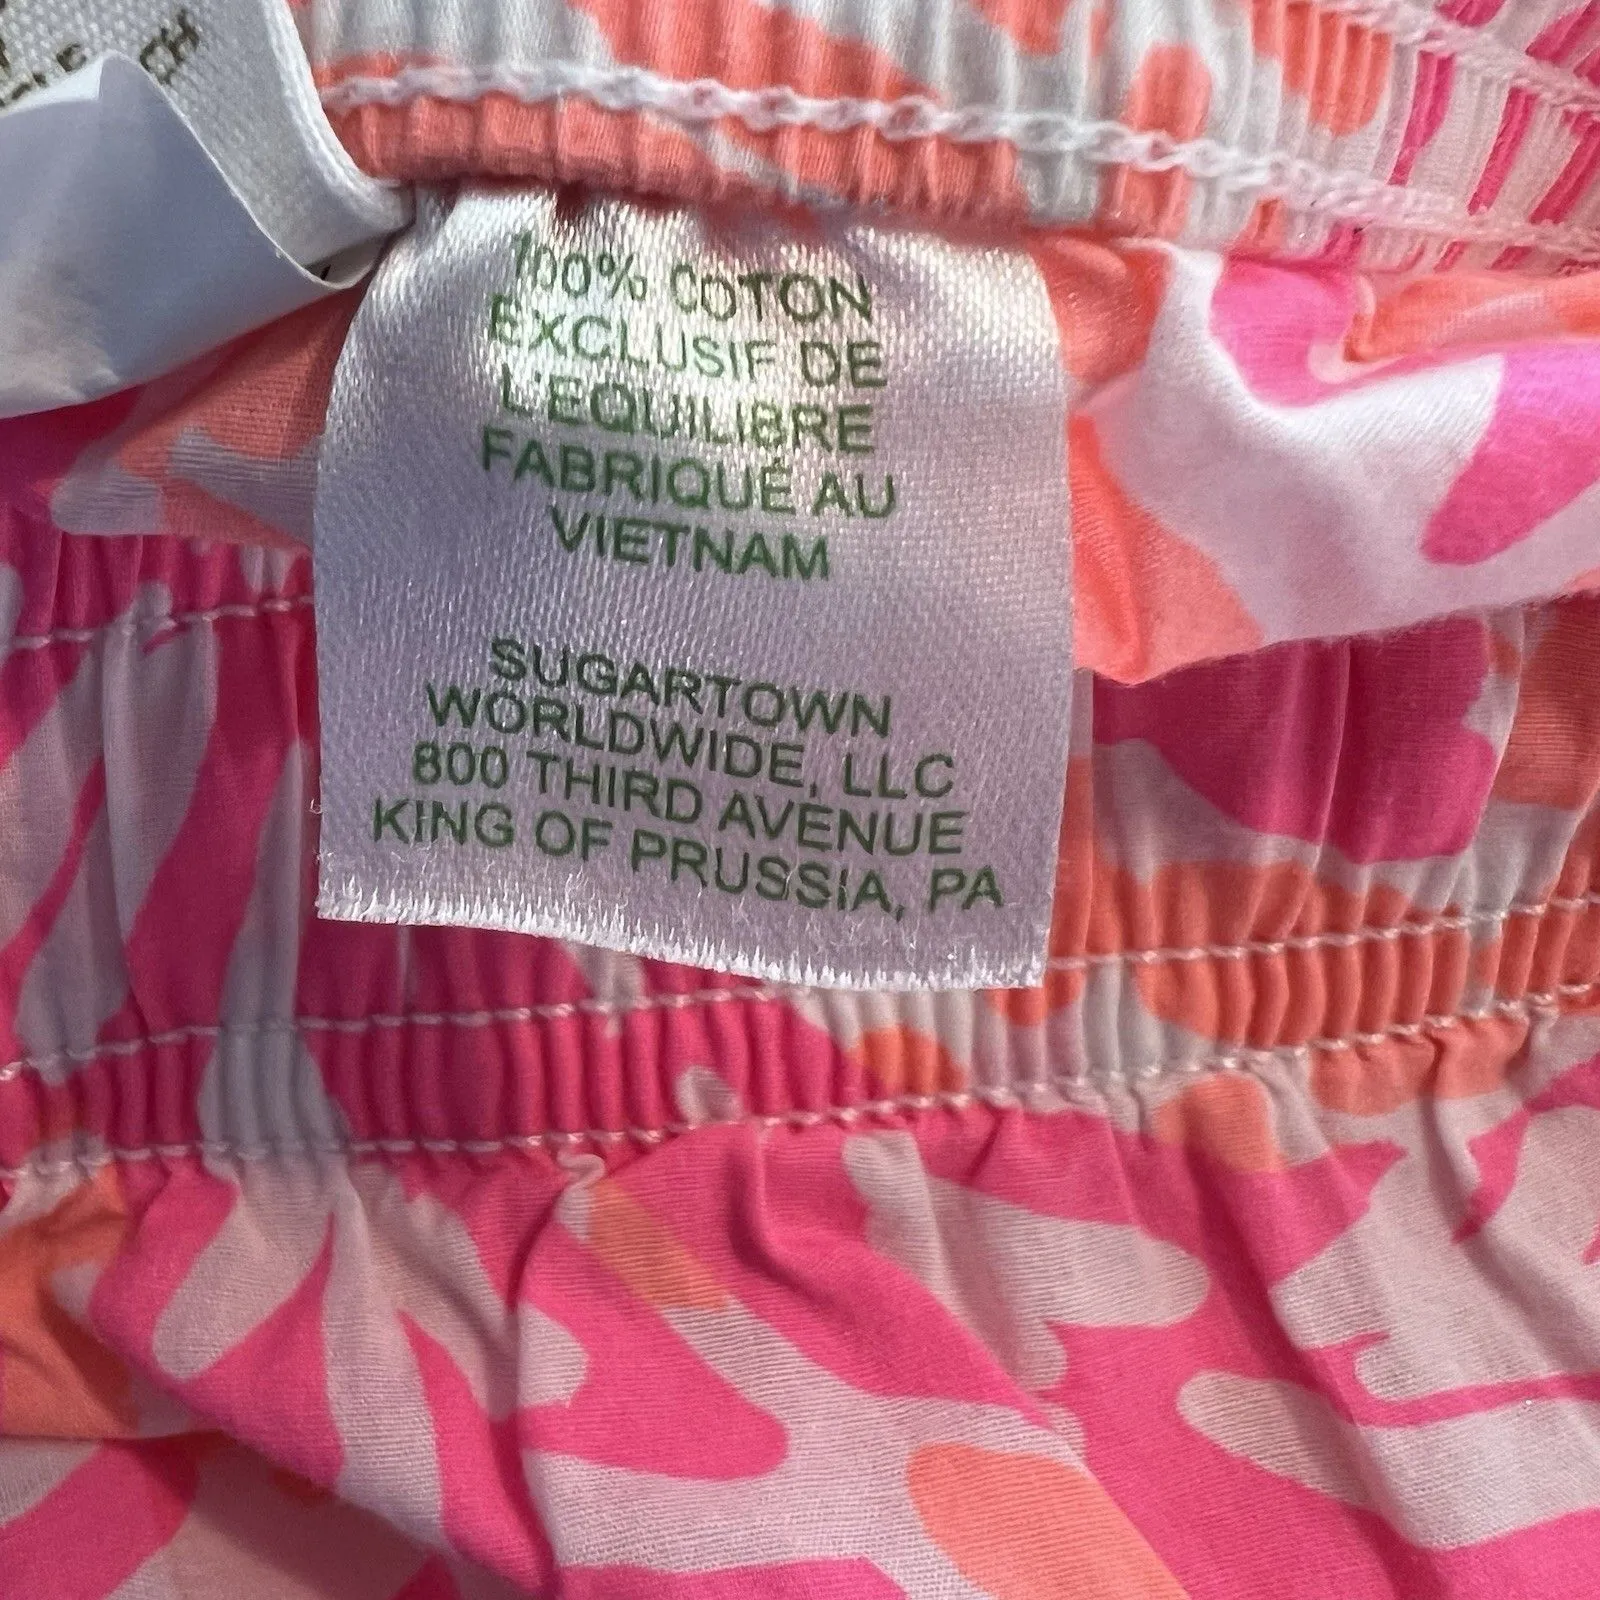 100% COTON
EXCLUSIF DE
L'EQUILIBRE
FABRIQUÉ AU
VIETNAM
SUGARTOWN
WORLDWIDE, LLC
800 THIRD AVENUE
KING OF PRUSSIA, PA